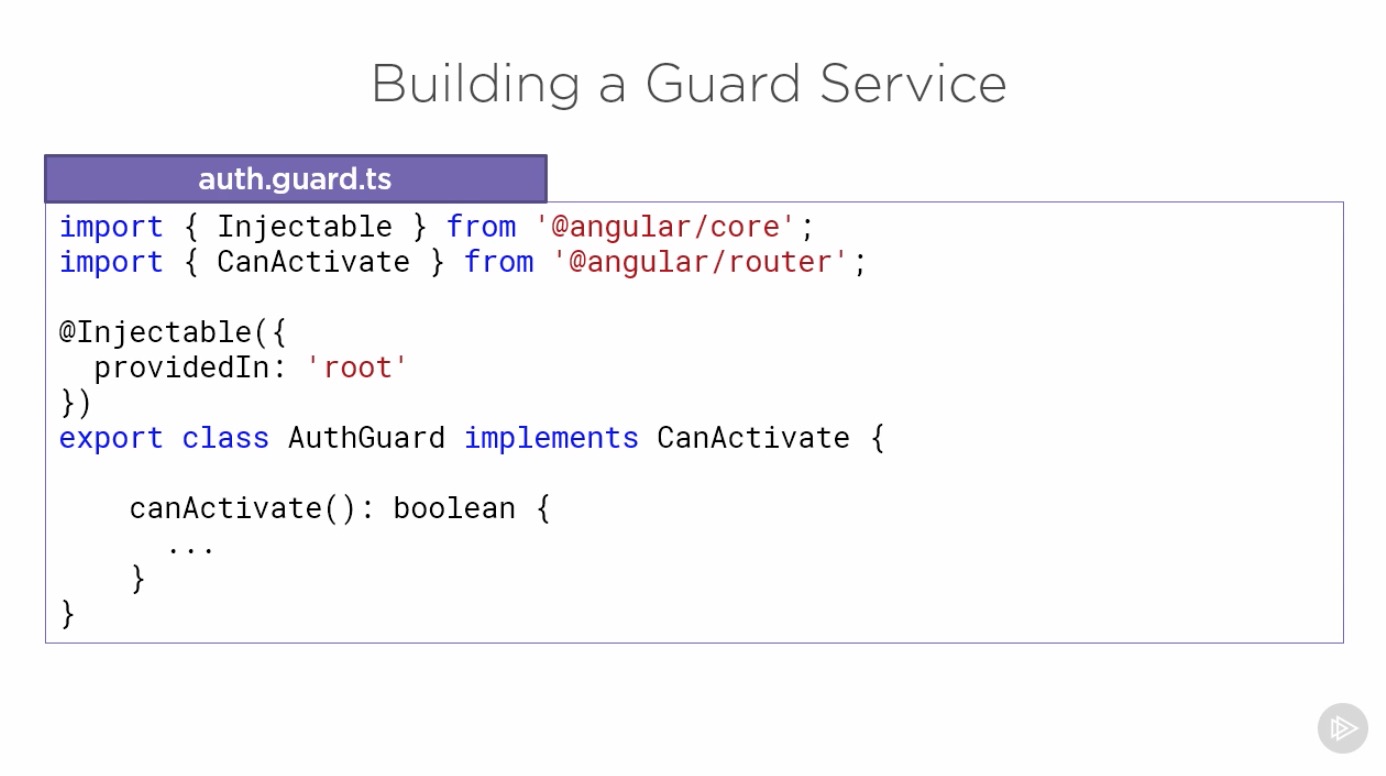 Building a Guard Service
auth.guard.ts
import { Injectable } from '@angular/core';
import { CanActivate } from '@angular/router';
@Injectable({
  providedIn: 'root'
})
export class AuthGuard implements CanActivate {
    canActivate(): boolean {
      ...
    }
}